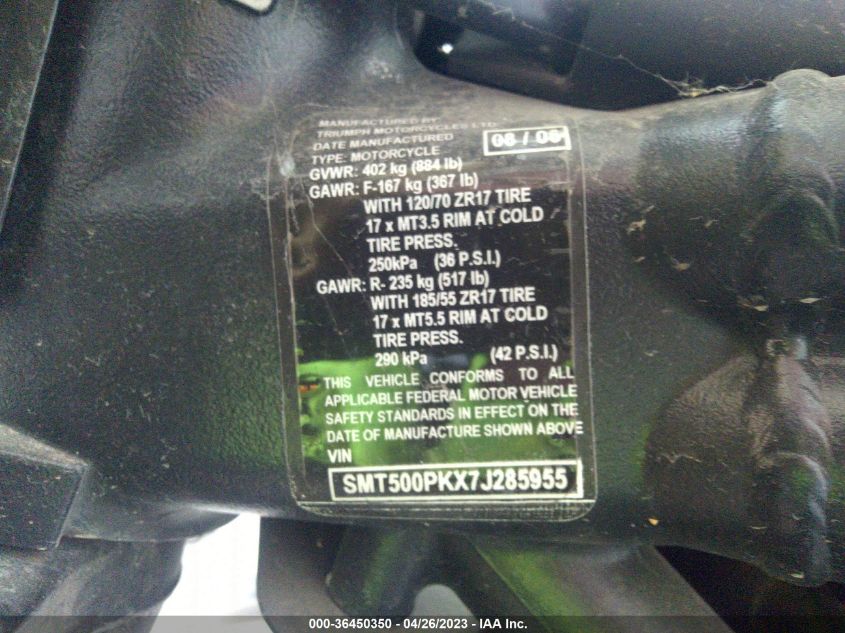 MANUFACTURED BY
TRIUMPH MOTORCYCLES LTD
DATE MANUFACTURED 08 / 06
TYPE: MOTORCYCLE
GVWR: 402 kg (884 lb)
GAWR: F-167 kg (367 lb)
WITH 120/70 ZR17 TIRE
17 x MT3.5 RIM AT COLD
TIRE PRESS.
250kPa (36 P.S.I.)
GAWR: R- 235 kg (517 lb)
WITH 185/55 ZR17 TIRE
17 x MT5.5 RIM AT COLD
TIRE PRESS.
290 kPa (42 P.S.I.)
THIS VEHICLE CONFORMS TO ALL
APPLICABLE FEDERAL MOTOR VEHICLE
SAFETY STANDARDS IN EFFECT ON THE
DATE OF MANUFACTURE SHOWN ABOVE
VIN
SMT500PKX7J285955
000-36450350 - 04/26/2023 - IAA Inc.